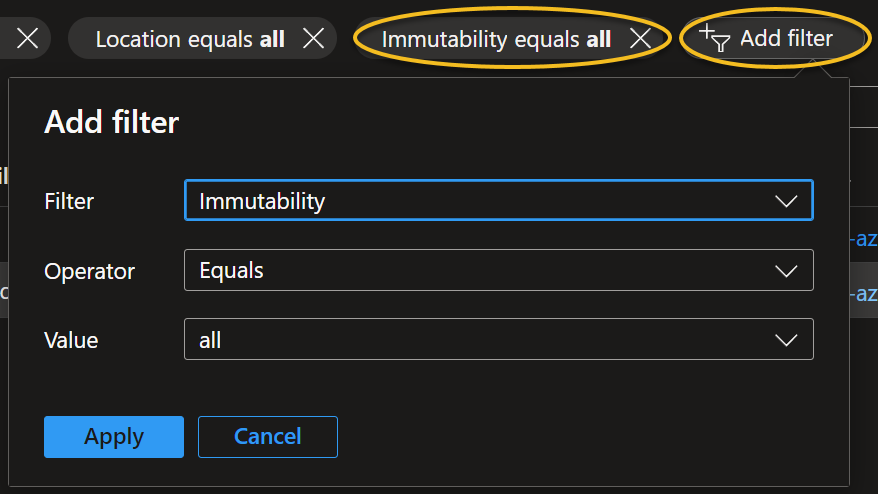 Location equals all
Immutability equals all
Add filter
Add filter
Filter
Immutability
Operator
Equals
Value
all
Apply
Cancel
-az
-az